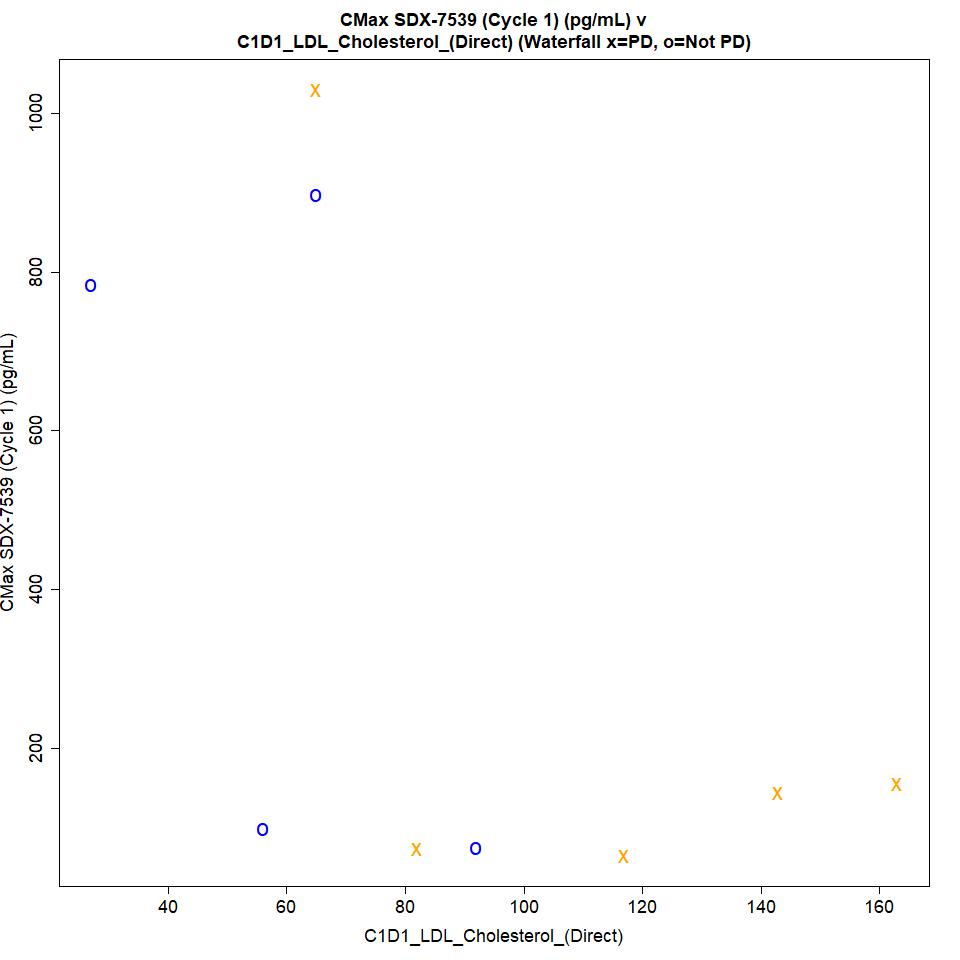 CMax SDX-7539 (Cycle 1) (pg/mL) v
C1D1_LDL_Cholesterol_(Direct) (Waterfall x=PD, o=Not PD)
CMax SDX-7539 (Cycle 1) (pg/mL)
1000
800
600
400
200
X
O
O
O
X
O
X
X
X
40
60
80
100
120
140
160
C1D1_LDL_Cholesterol_(Direct)